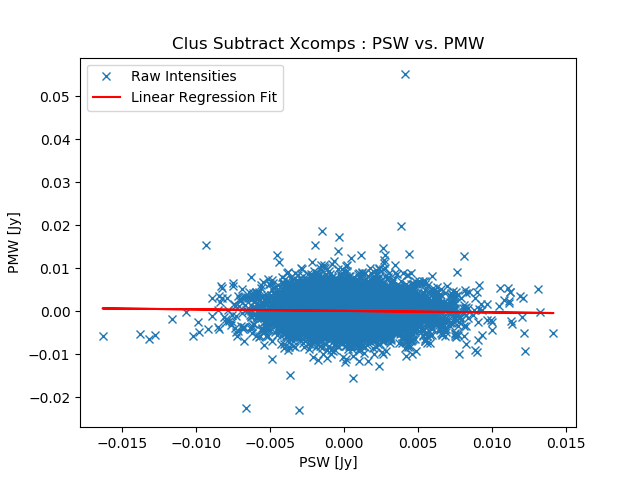 Clus Subtract Xcomps : PSW vs. PMW
Raw Intensities
Linear Regression Fit
PMW [Jy]
0.05
0.04
0.03
0.02
0.01
0.00
−0.01
−0.02
−0.015 −0.010 −0.005 0.000 0.005 0.010 0.015
PSW [Jy]